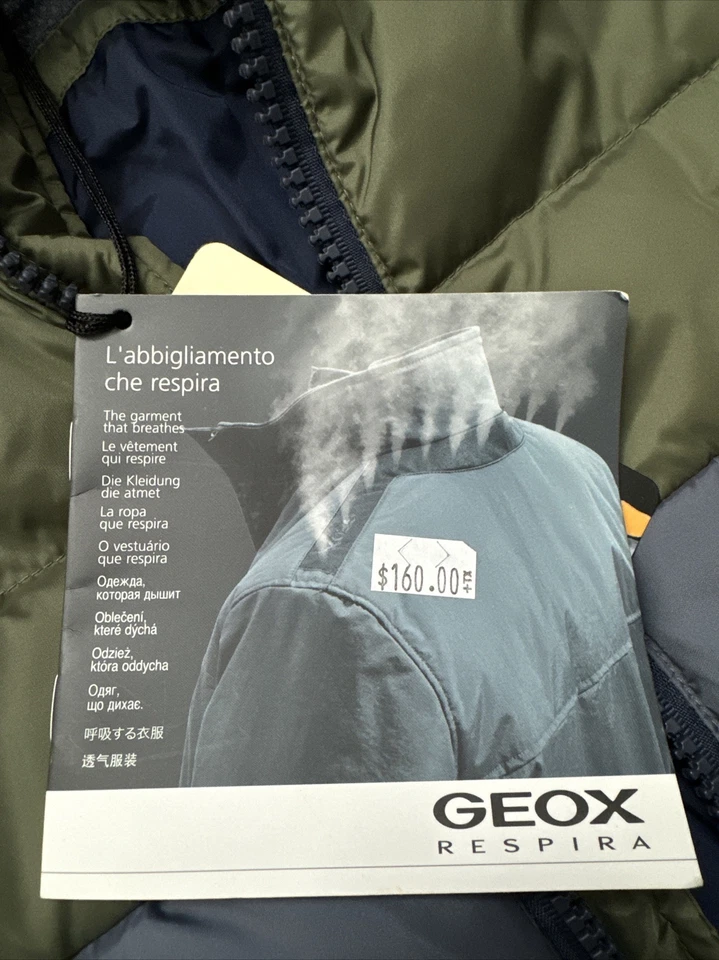 L'abbigliamento
che respira
The garment
that breathes
Le vêtement
qui respire
Die Kleidung
die atmet
La ropa
que respira
O vestuário
que respira
Одежда,
которая дышит
Oblečení,
které dýchá
Odzież,
która oddycha
Одяг,
що дихає.
呼吸する衣服
透气服装
$160.00
GEOX
RESPIRA